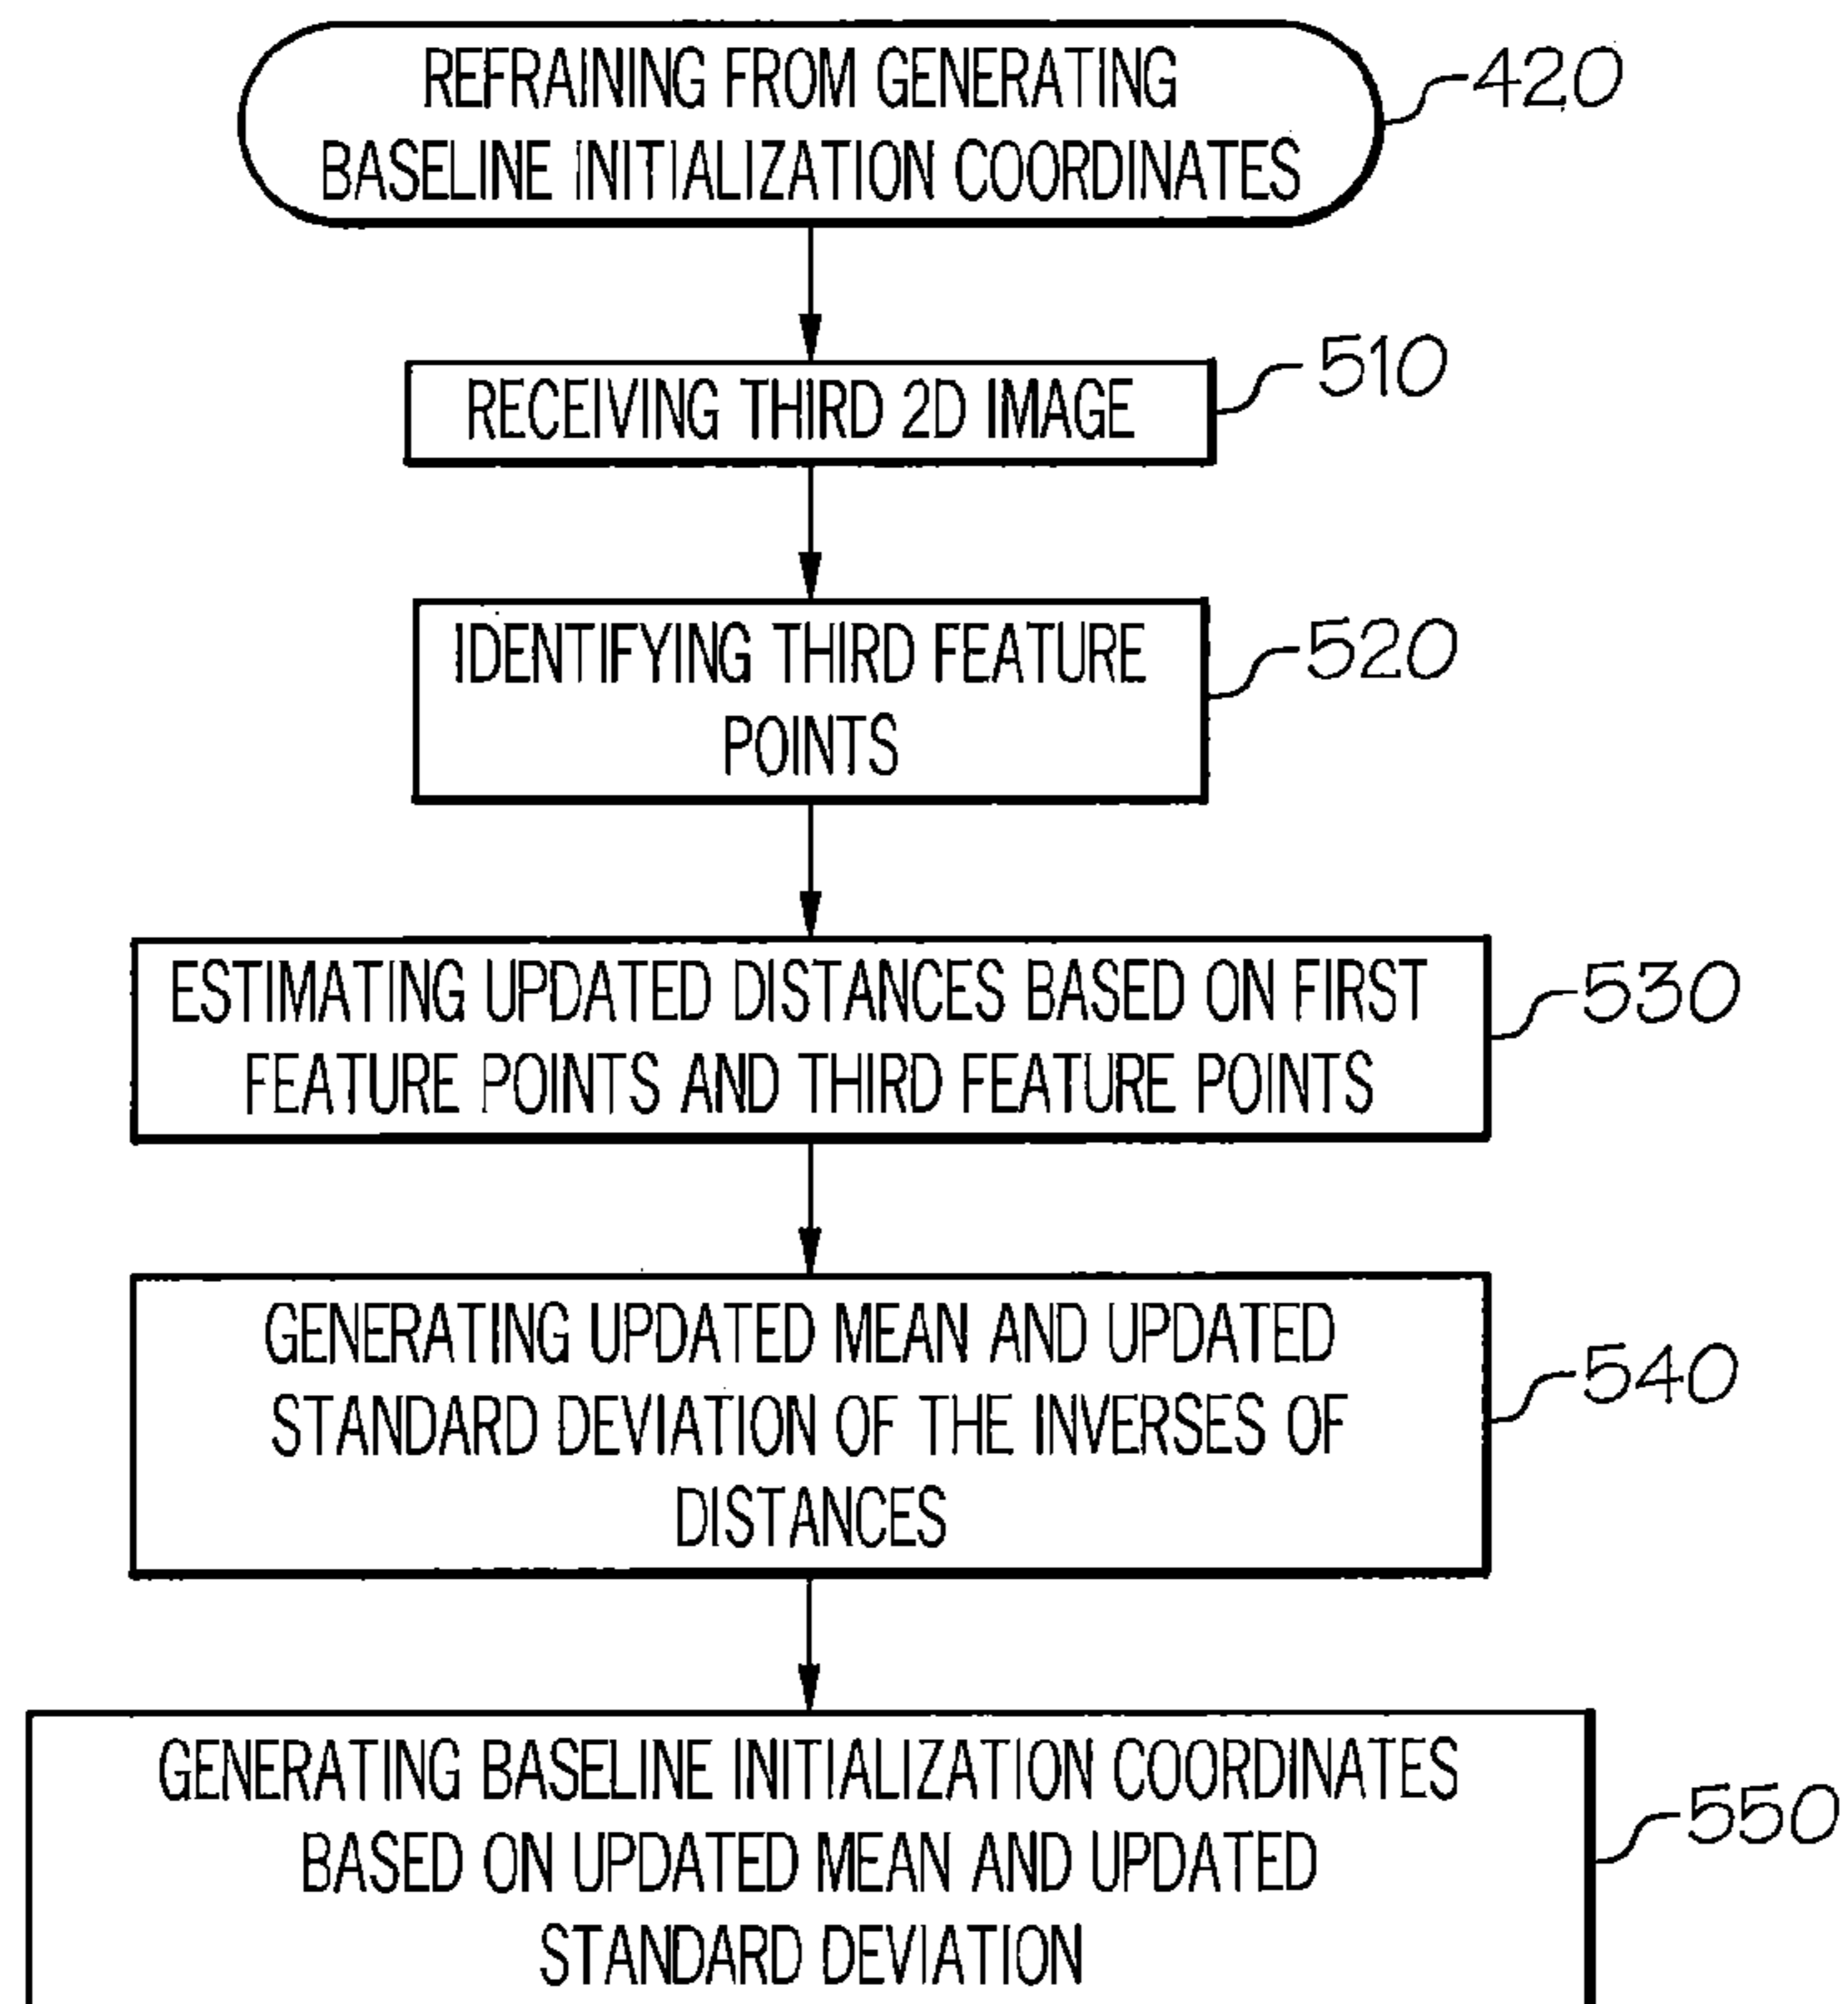 REFRAINING FROM GENERATING
BASELINE INITIALIZATION COORDINATES
420
RECEIVING THIRD 2D IMAGE
510
IDENTIFYING THIRD FEATURE
POINTS
520
ESTIMATING UPDATED DISTANCES BASED ON FIRST
FEATURE POINTS AND THIRD FEATURE POINTS
530
GENERATING UPDATED MEAN AND UPDATED
STANDARD DEVIATION OF THE INVERSES OF
DISTANCES
540
GENERATING BASELINE INITIALIZATION COORDINATES
BASED ON UPDATED MEAN AND UPDATED
STANDARD DEVIATION
550